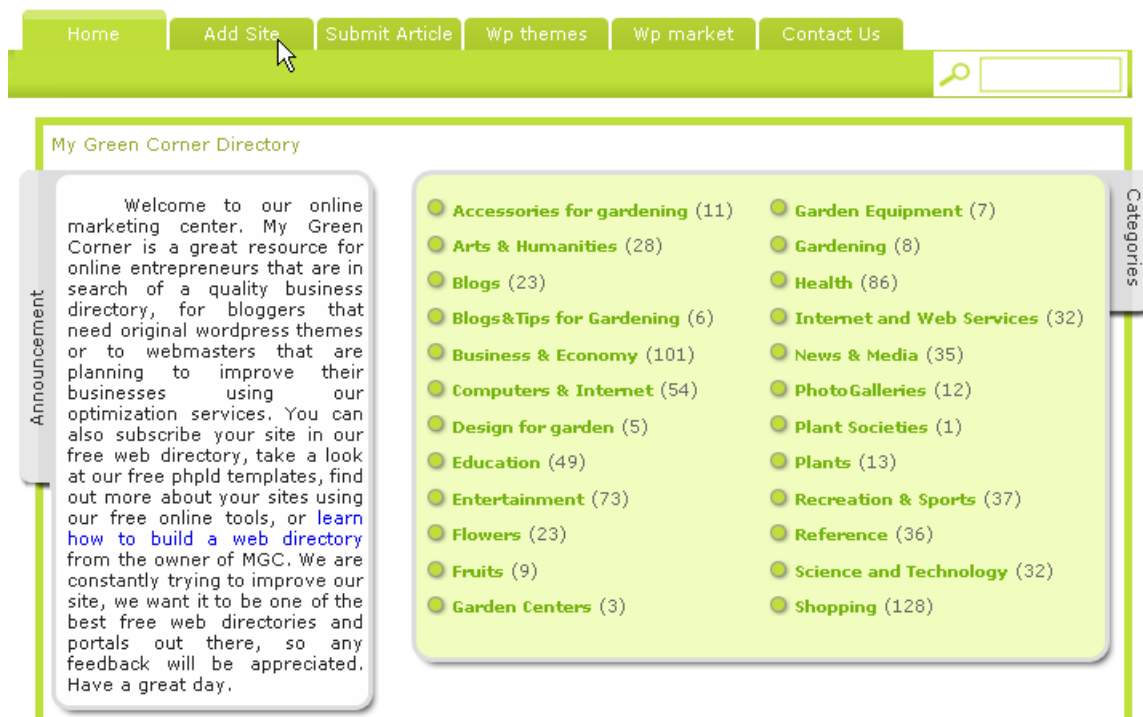 Home Add Site Submit Article Wp themes Wp market Contact Us
My Green Corner Directory
Announcement
Welcome to our online
marketing center. My Green
Corner is a great resource for
online entrepreneurs that are in
search of a quality business
directory, for bloggers that
need original wordpress themes
or to webmasters that are
planning to improve their
businesses using our
optimization services. You can
also subscribe your site in our
free web directory, take a look
at our free phpld templates, find
out more about your sites using
our free online tools, or learn
how to build a web directory
from the owner of MGC. We are
constantly trying to improve our
site, we want it to be one of the
best free web directories and
portals out there, so any
feedback will be appreciated.
Have a great day.
Accessories for gardening (11)
Arts & Humanities (28)
Blogs (23)
Blogs&Tips for Gardening (6)
Business & Economy (101)
Computers & Internet (54)
Design for garden (5)
Education (49)
Entertainment (73)
Flowers (23)
Fruits (9)
Garden Centers (3)
Garden Equipment (7)
Gardening (8)
Health (86)
Internet and Web Services (32)
News & Media (35)
PhotoGalleries (12)
Plant Societies (1)
Plants (13)
Recreation & Sports (37)
Reference (36)
Science and Technology (32)
Shopping (128)
Categories